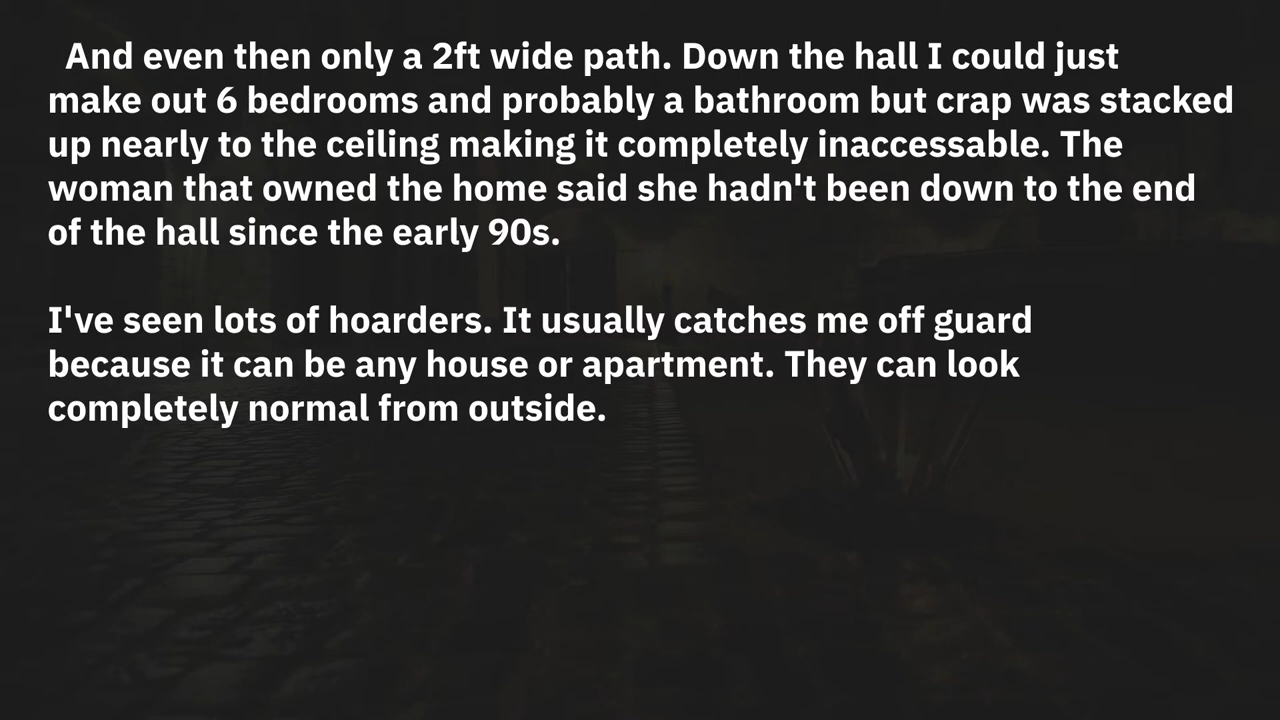 And even then only a 2ft wide path. Down the hall I could just
make out 6 bedrooms and probably a bathroom but crap was stacked
up nearly to the ceiling making it completely inaccessable. The
woman that owned the home said she hadn't been down to the end
of the hall since the early 90s.

I've seen lots of hoarders. It usually catches me off guard
because it can be any house or apartment. They can look
completely normal from outside.